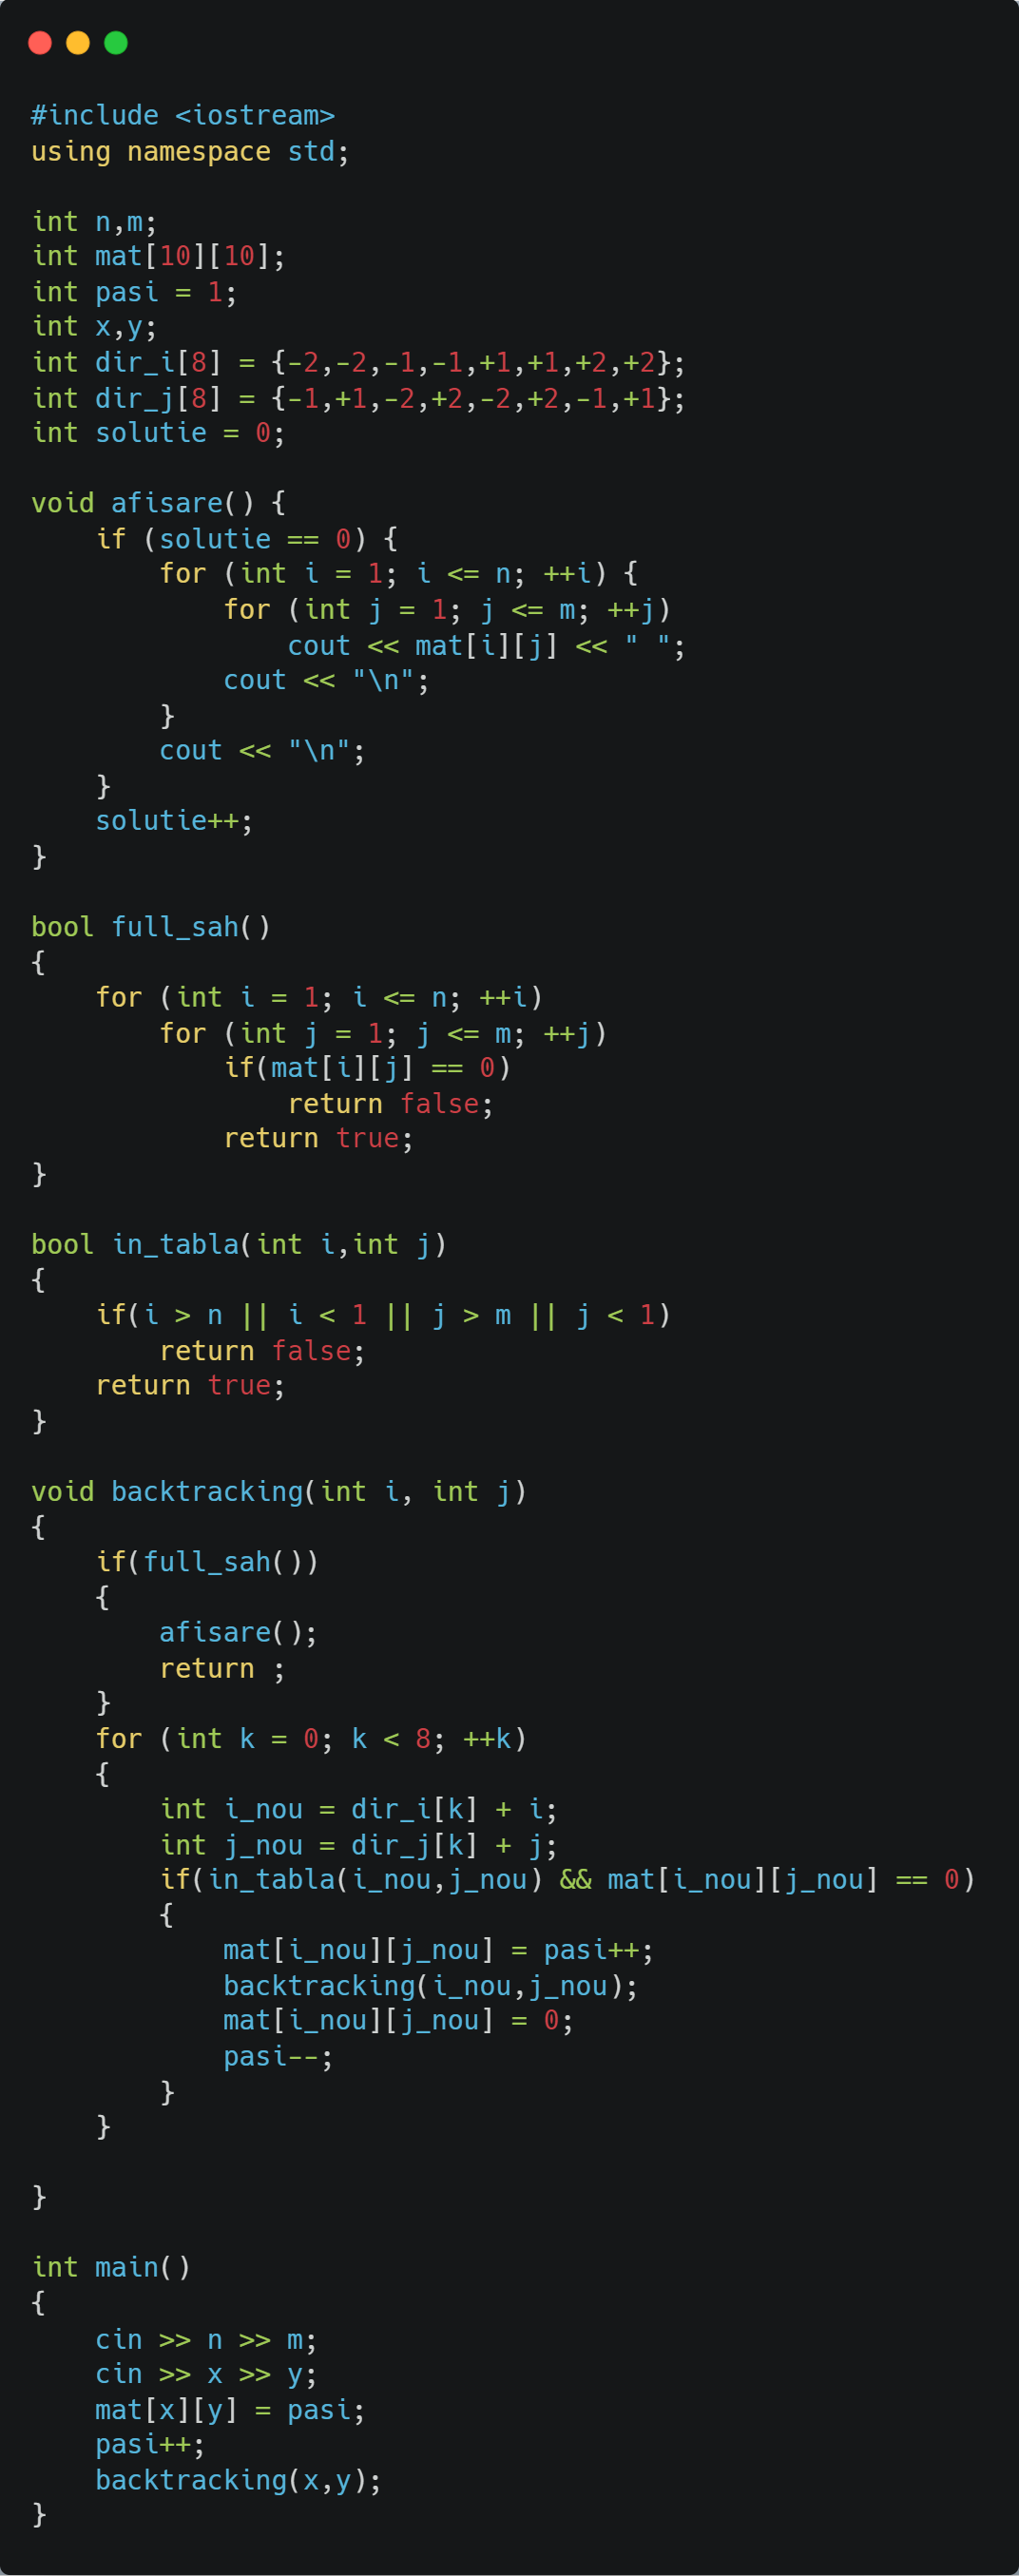 #include <iostream>
using namespace std;

int n,m;
int mat[10][10];
int pasi = 1;
int x,y;
int dir_i[8] = {-2,-2,-1,-1,+1,+1,+2,+2};
int dir_j[8] = {-1,+1,-2,+2,-2,+2,-1,+1};
int solutie = 0;

void afisare() {
    if (solutie == 0) {
        for (int i = 1; i <= n; ++i) {
            for (int j = 1; j <= m; ++j)
                cout << mat[i][j] << " ";
            cout << "\n";
        }
        cout << "\n";
    }
    solutie++;
}

bool full_sah()
{
    for (int i = 1; i <= n; ++i)
        for (int j = 1; j <= m; ++j)
            if(mat[i][j] == 0)
                return false;
            return true;
}

bool in_tabla(int i,int j)
{
    if(i > n || i < 1 || j > m || j < 1)
        return false;
    return true;
}

void backtracking(int i, int j)
{
    if(full_sah())
    {
        afisare();
        return ;
    }
    for (int k = 0; k < 8; ++k)
    {
        int i_nou = dir_i[k] + i;
        int j_nou = dir_j[k] + j;
        if(in_tabla(i_nou,j_nou) && mat[i_nou][j_nou] == 0)
        {
            mat[i_nou][j_nou] = pasi++;
            backtracking(i_nou,j_nou);
            mat[i_nou][j_nou] = 0;
            pasi--;
        }
    }

}

int main()
{
    cin >> n >> m;
    cin >> x >> y;
    mat[x][y] = pasi;
    pasi++;
    backtracking(x,y);
}